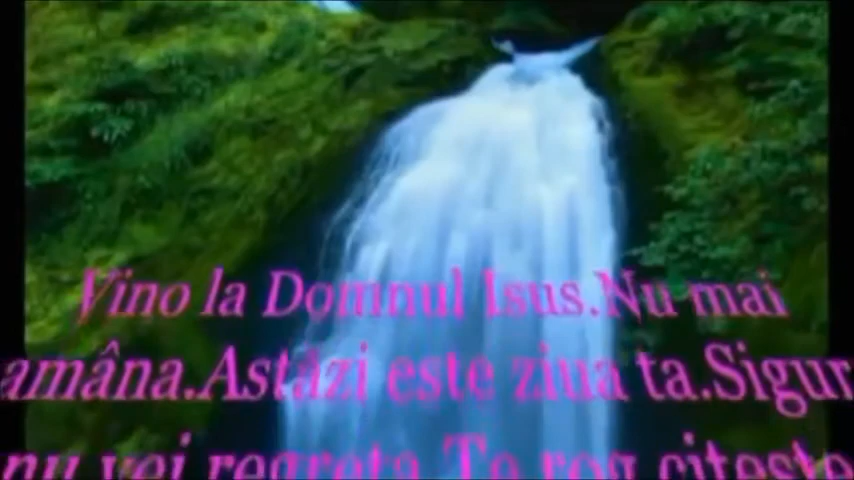 Vino la Domnul Isus.Nu mai
amâna.Astăzi este ziua ta.Sigur
nu vei regreta.Te rog citeste